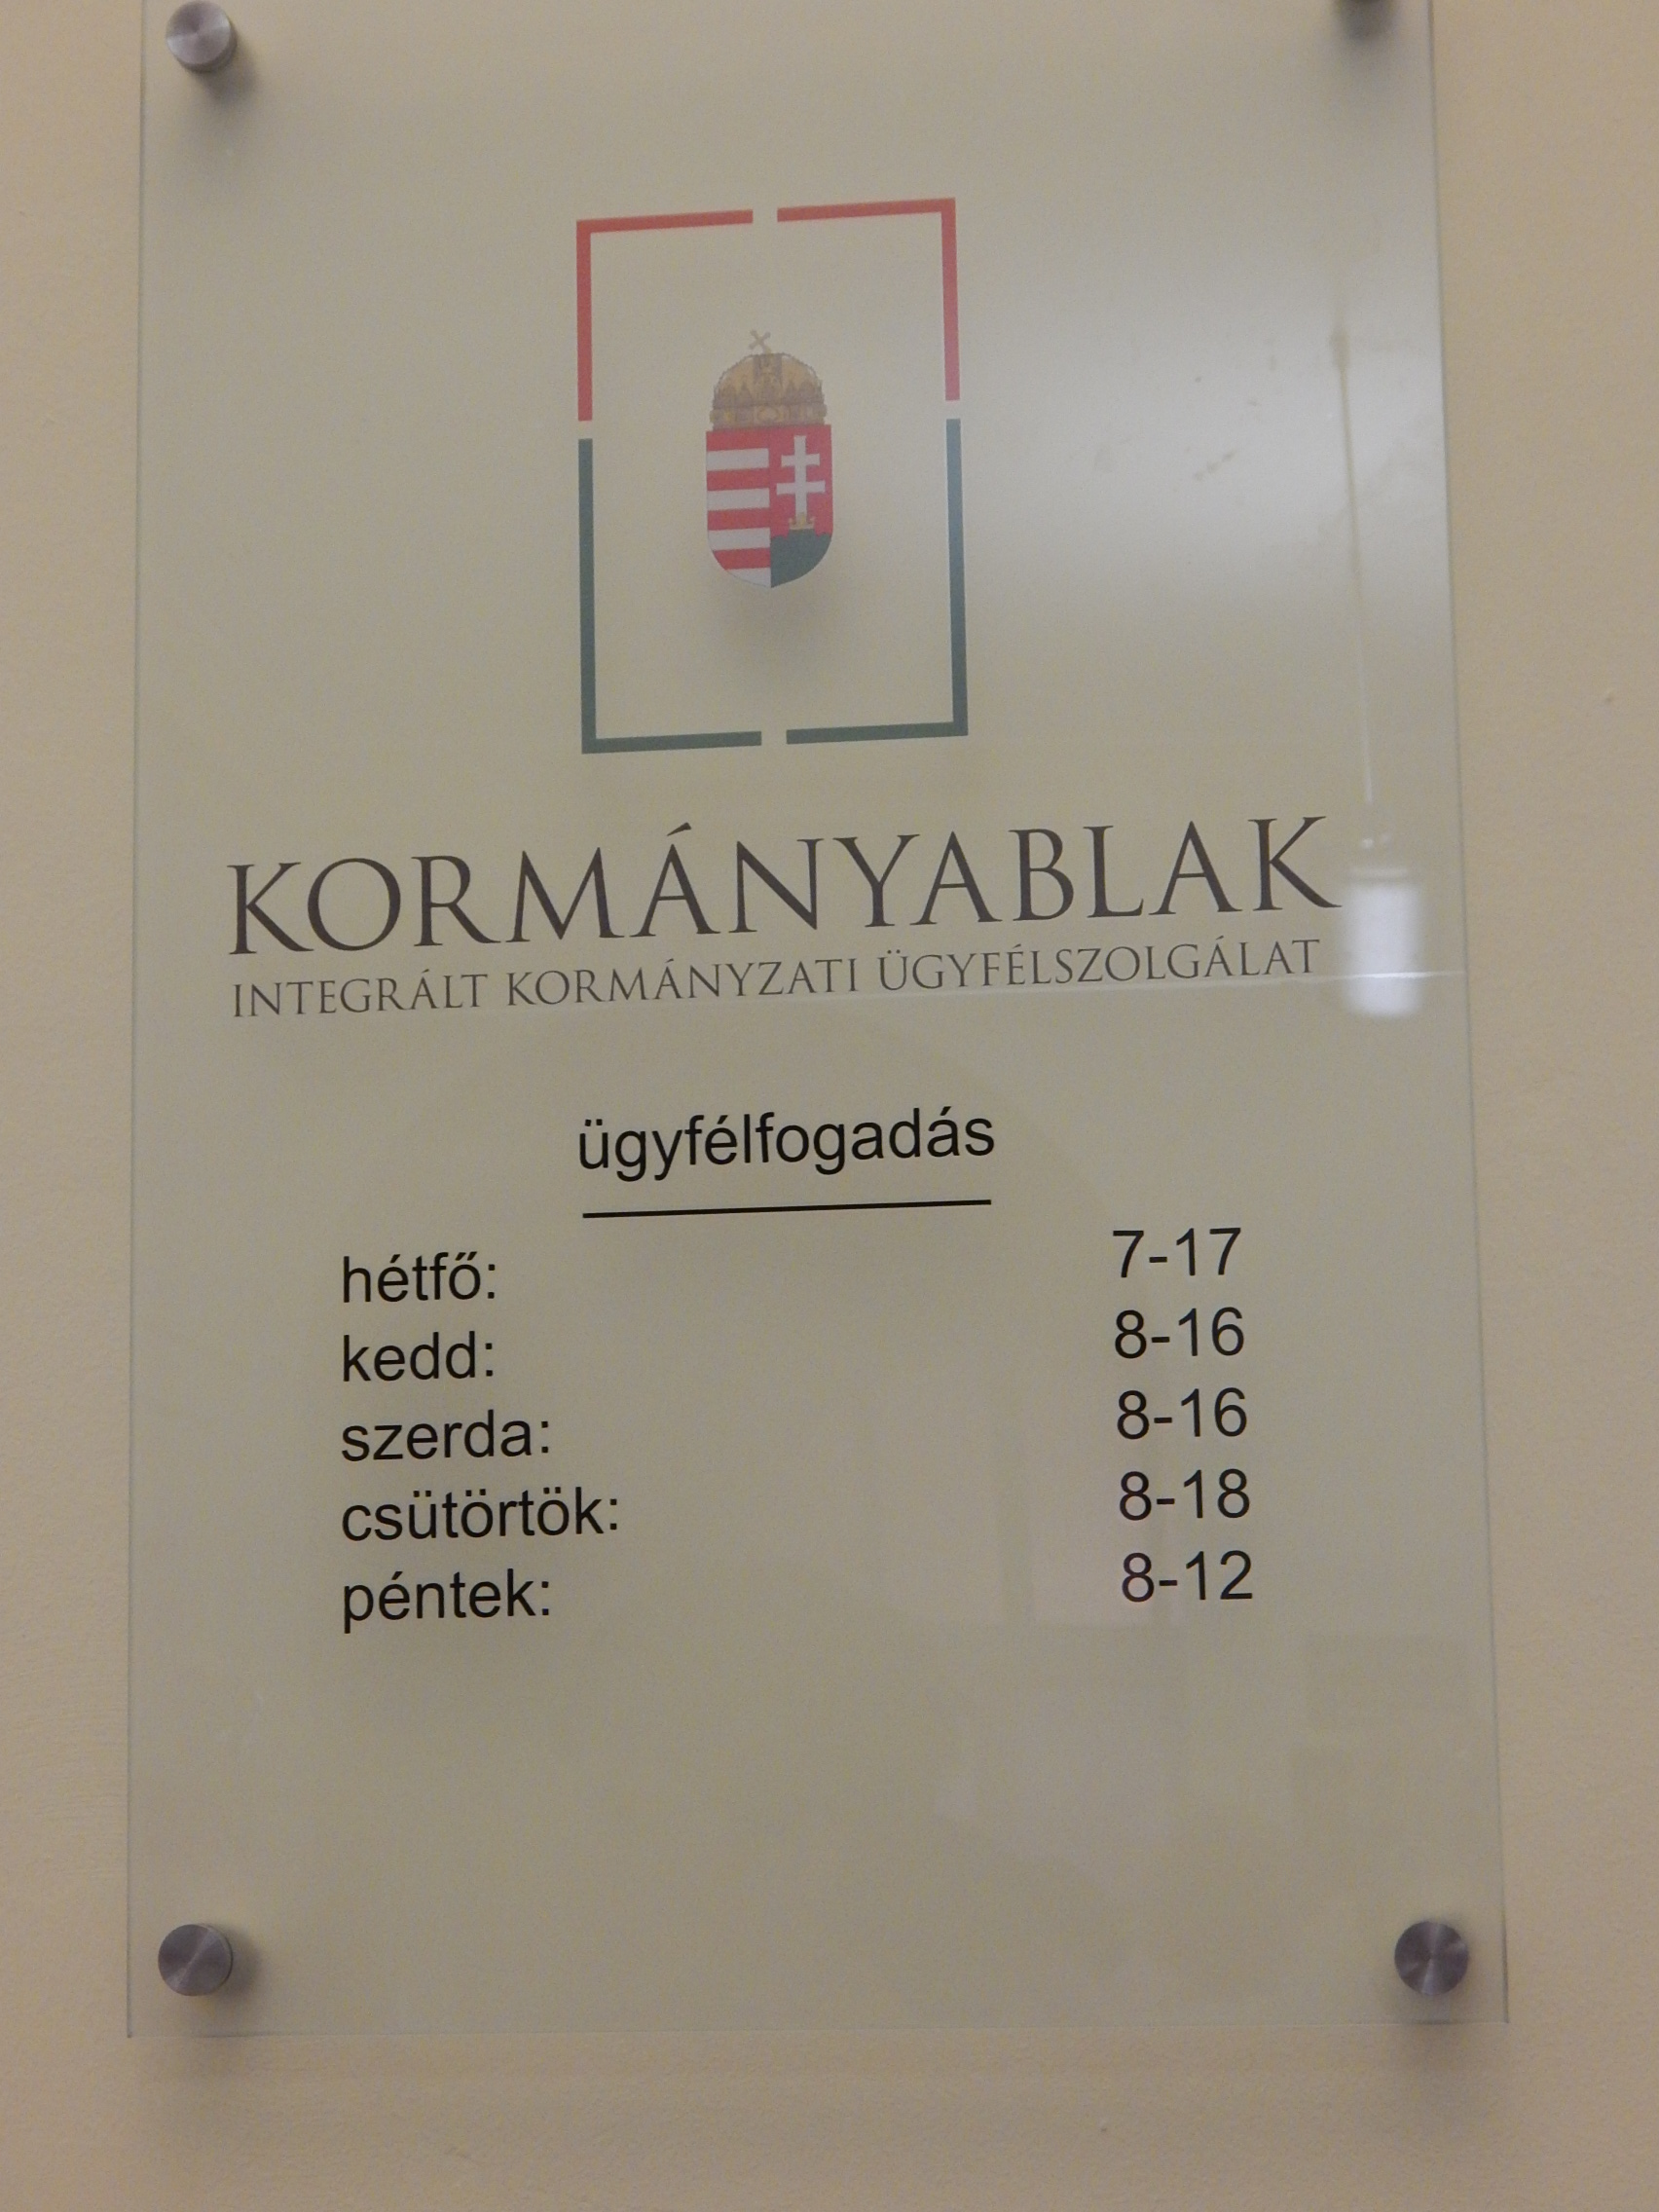 KORMÁNYABLAK
INTEGRÁLT KORMÁNYZATI ÜGYFÉLSZOLGÁLAT
ügyfélfogadás
hétfő: 7-17
kedd: 8-16
szerda: 8-16
csütörtök: 8-18
péntek: 8-12